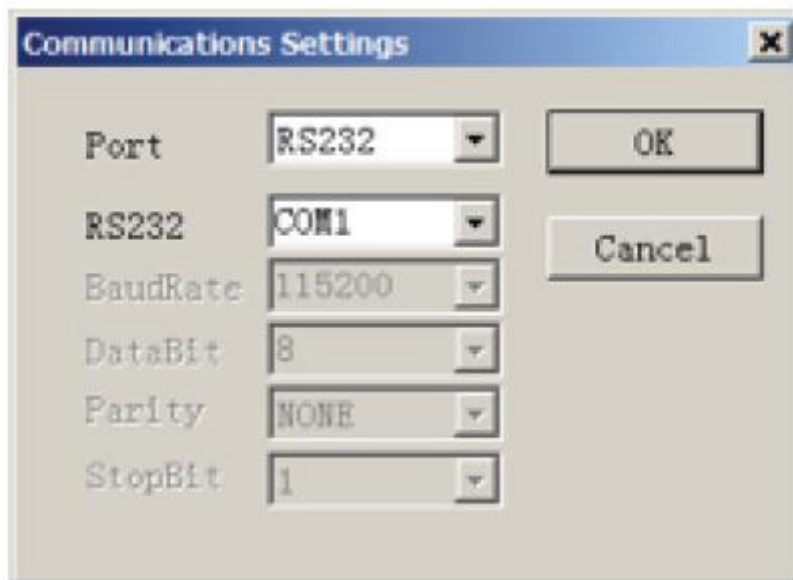 Communications Settings
Port RS232 OK
RS232 COM1
Cancel
BaudRate 115200
DataBit 8
Parity NONE
StopBit 1